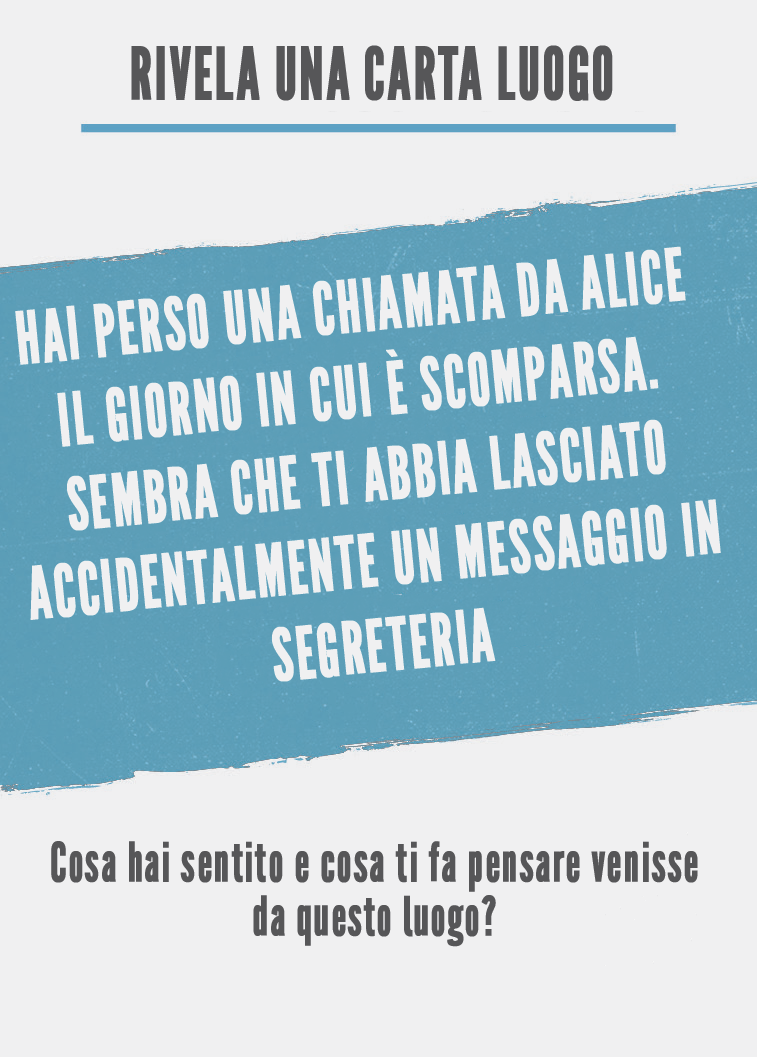 RIVELA UNA CARTA LUOGO
HAI PERSO UNA CHIAMATA DA ALICE
IL GIORNO IN CUI È SCOMPARSA.
SEMBRA CHE TI ABBIA LASCIATO
ACCIDENTALMENTE UN MESSAGGIO IN
SEGRETERIA
Cosa hai sentito e cosa ti fa pensare venisse
da questo luogo?